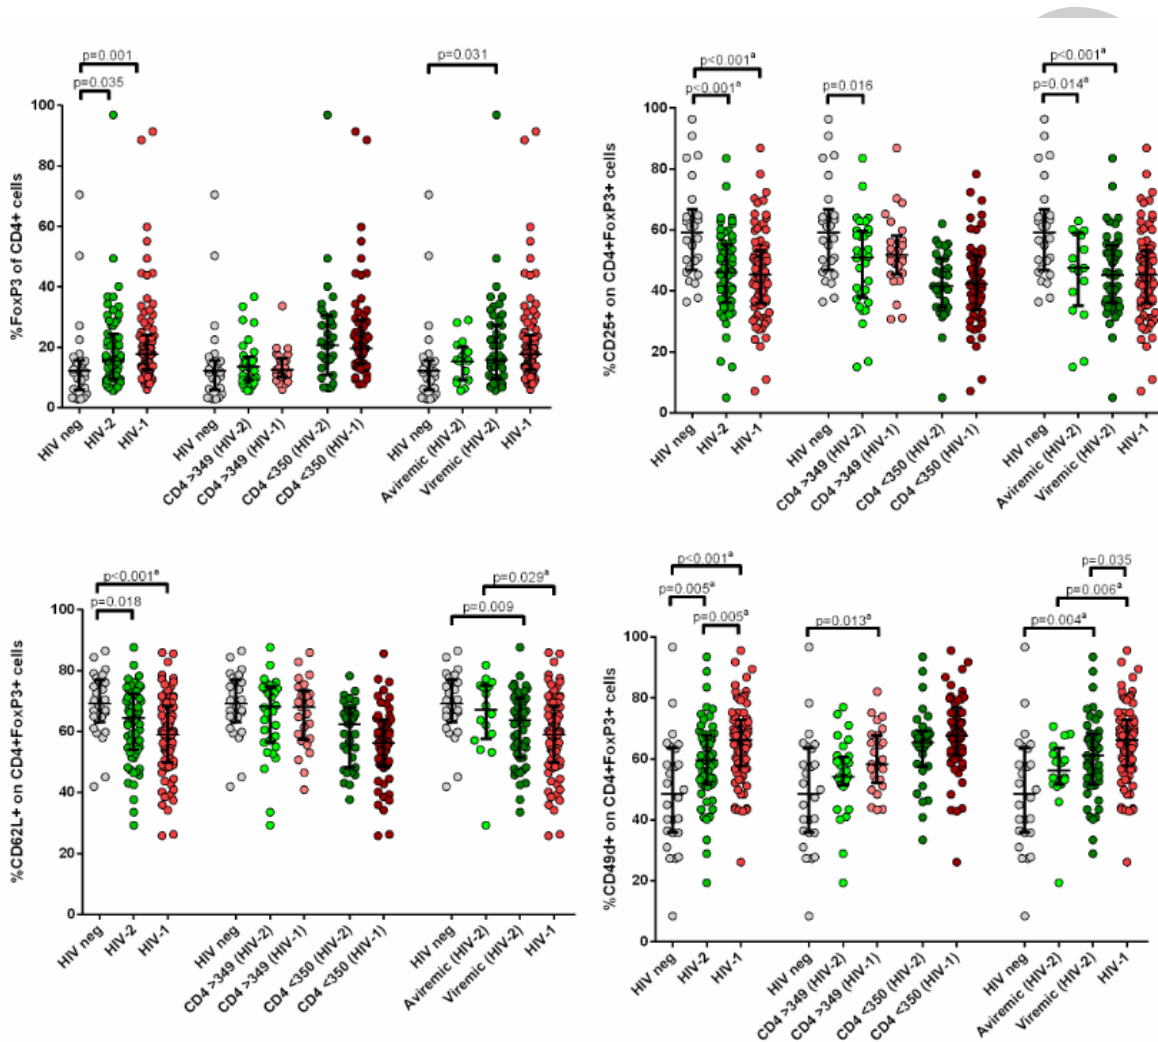 p=0.001
p=0.035
p=0.031
%FoxP3 of CD4+ cells
100
80
60
40
20
0
HIV neg
HIV-2
HIV-1
HIV neg
CD4 >349 (HIV-2)
CD4 >349 (HIV-1)
CD4 <350 (HIV-2)
CD4 <350 (HIV-1)
HIV neg
Aviremic (HIV-2)
Viremic (HIV-2)
HIV-1
p<0.001ª
p<0.001ª
p=0.016
p<0.001ª
p=0.014ª
%CD25+ on CD4+FoxP3+ cells
100
80
60
40
20
0
HIV neg
HIV-2
HIV-1
HIV neg
CD4 >349 (HIV-2)
CD4 >349 (HIV-1)
CD4 <350 (HIV-2)
CD4 <350 (HIV-1)
HIV neg
Aviremic (HIV-2)
Viremic (HIV-2)
HIV-1
p<0.001ª
p=0.018
p=0.029ª
p=0.009
%CD62L+ on CD4+FoxP3+ cells
100
80
60
40
20
0
HIV neg
HIV-2
HIV-1
HIV neg
CD4 >349 (HIV-2)
CD4 >349 (HIV-1)
CD4 <350 (HIV-2)
CD4 <350 (HIV-1)
HIV neg
Aviremic (HIV-2)
Viremic (HIV-2)
HIV-1
p<0.001ª
p=0.005ª
p=0.005ª
p=0.013ª
p=0.035
p=0.006ª
p=0.004ª
%CD49d+ on CD4+FoxP3+ cells
100
80
60
40
20
0
HIV neg
HIV-2
HIV-1
HIV neg
CD4 >349 (HIV-2)
CD4 >349 (HIV-1)
CD4 <350 (HIV-2)
CD4 <350 (HIV-1)
HIV neg
Aviremic (HIV-2)
Viremic (HIV-2)
HIV-1